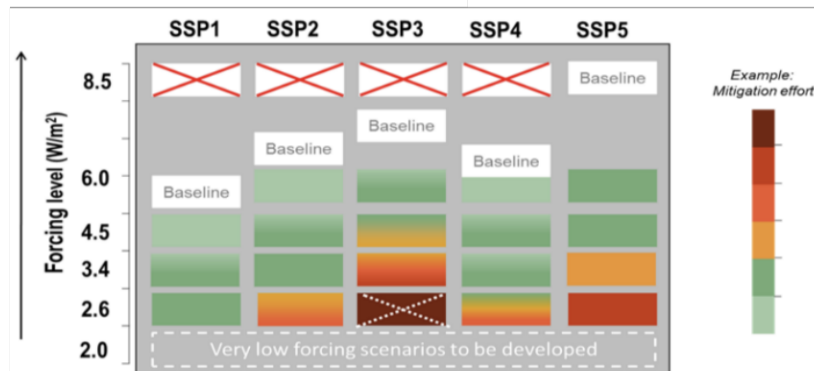 SSP1 SSP2 SSP3 SSP4 SSP5
8.5 Baseline
Example:
Mitigation effort
Baseline
Baseline
Baseline
6.0 Baseline
4.5
3.4
2.6
2.0 Very low forcing scenarios to be developed
Forcing level (W/m²)